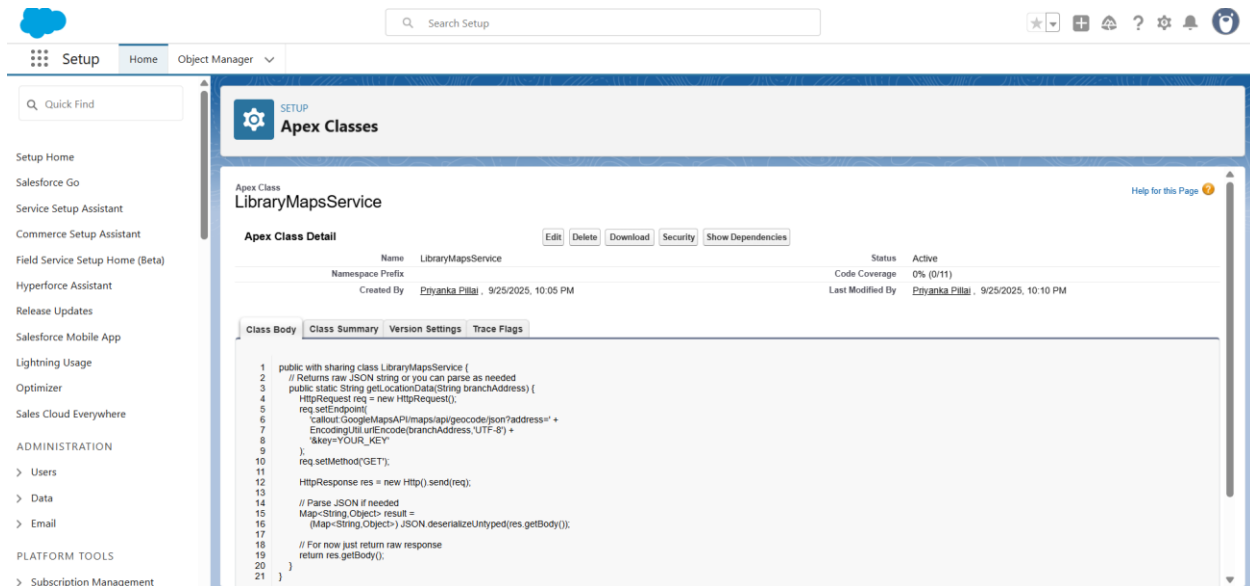 Search Setup
Setup
Home
Object Manager
Quick Find
Setup Home
Salesforce Go
Service Setup Assistant
Commerce Setup Assistant
Field Service Setup Home (Beta)
Hyperforce Assistant
Release Updates
Salesforce Mobile App
Lightning Usage
Optimizer
Sales Cloud Everywhere
ADMINISTRATION
> Users
> Data
> Email
PLATFORM TOOLS
> Subscription Management
SETUP
Apex Classes
Apex Class
LibraryMapsService
Help for this Page
Apex Class Detail
Edit Delete Download Security Show Dependencies
Name LibraryMapsService Status Active
Namespace Prefix Code Coverage 0% (0/11)
Created By Priyanka Pillai , 9/25/2025, 10:05 PM Last Modified By Priyanka Pillai , 9/25/2025, 10:10 PM
Class Body Class Summary Version Settings Trace Flags
1 public with sharing class LibraryMapsService {
2 // Returns raw JSON string or you can parse as needed
3 public static String getLocationData(String branchAddress) {
4 HttpRequest req = new HttpRequest();
5 req.setEndpoint(
6 'callout:GoogleMapsAPI/maps/api/geocode/json?address=' +
7 EncodingUtil.urlEncode(branchAddress,'UTF-8') +
8 '&key=YOUR_KEY'
9 );
10 req.setMethod('GET');
11
12 HttpResponse res = new Http().send(req);
13
14 // Parse JSON if needed
15 Map<String,Object> result =
16 (Map<String,Object>) JSON.deserializeUntyped(res.getBody());
17
18 // For now just return raw response
19 return res.getBody();
20 }
21 }